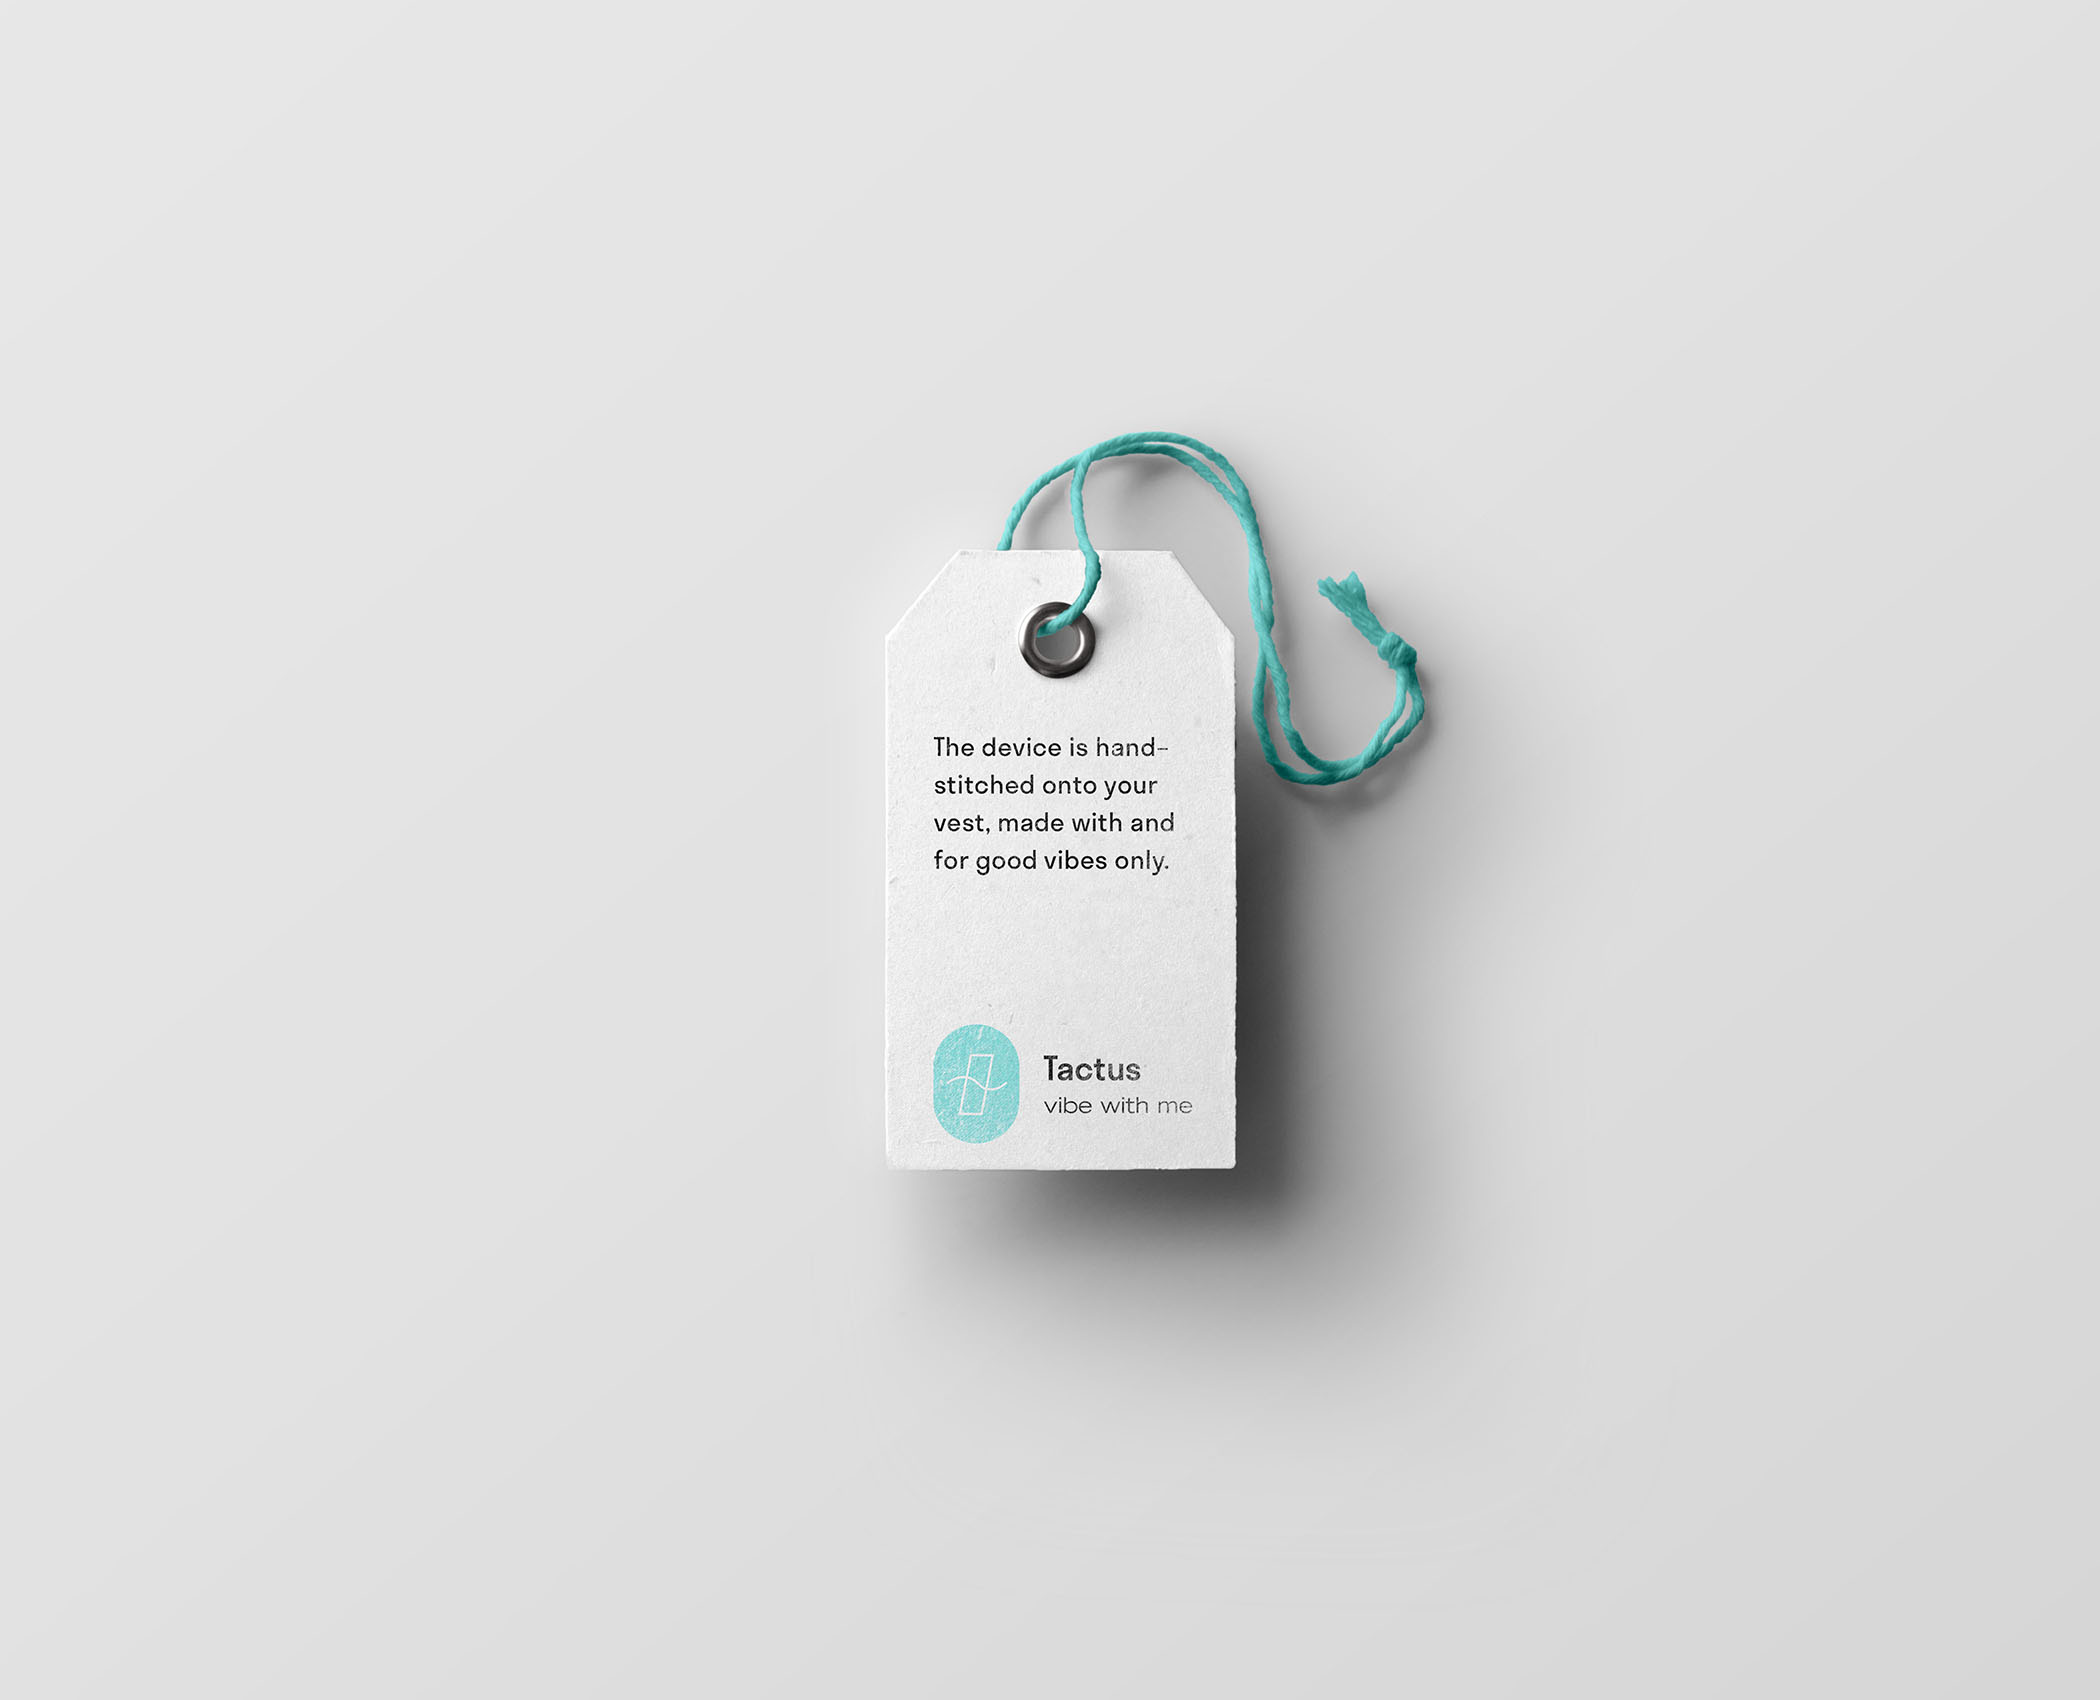 The device is hand-
stitched onto your
vest, made with and
for good vibes only.
Tactus
vibe with me